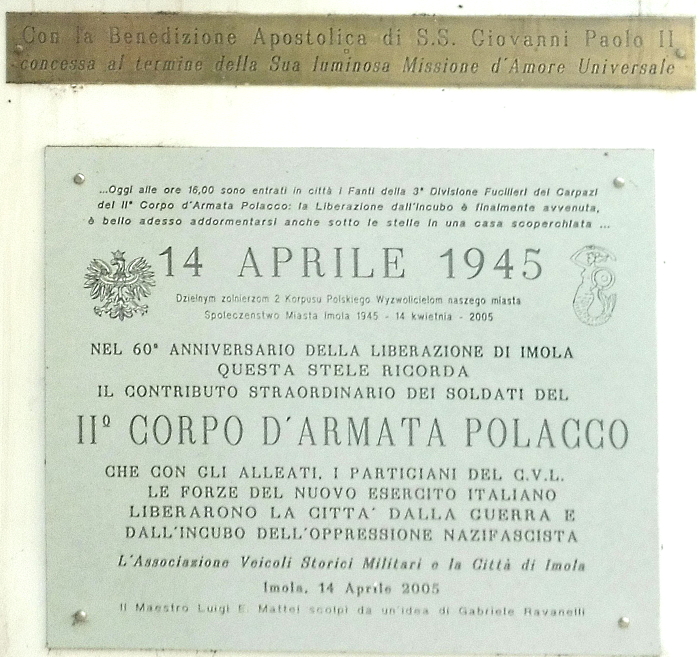 Con la Benedizione Apostolica di S.S. Giovanni Paolo II
concessa al termine della Sua luminosa Missione d'Amore Universale
...Oggi alle ore 16,00 sono entrati in città i Fanti della 3ª Divisione Fucilieri dei Carpazi
del II° Corpo d'Armata Polacco: la Liberazione dall'Incubo è finalmente avvenuta,
è bello adesso addormentarsi anche sotto le stelle in una casa scoperchiata ...
14 APRILE 1945
Dzielnym zolnierzom 2 Korpusu Polskiego Wyzwolicielom naszego miasta
Spoleczenstwo Miasta Imola 1945 - 14 kwietnia - 2005
NEL 60° ANNIVERSARIO DELLA LIBERAZIONE DI IMOLA
QUESTA STELE RICORDA
IL CONTRIBUTO STRAORDINARIO DEI SOLDATI DEL
IIº CORPO D'ARMATA POLACCO
CHE CON GLI ALLEATI, I PARTIGIANI DEL C.V.L.
LE FORZE DEL NUOVO ESERCITO ITALIANO
LIBERARONO LA CITTA' DALLA GUERRA E
DALL'INCUBO DELL'OPPRESSIONE NAZIFASCISTA
L'Associazione Veicoli Storici Militari e la Città di Imola
Imola, 14 Aprile 2005
Il Maestro Luigi E. Mattei scolpì da un'idea di Gabriele Ravanelli